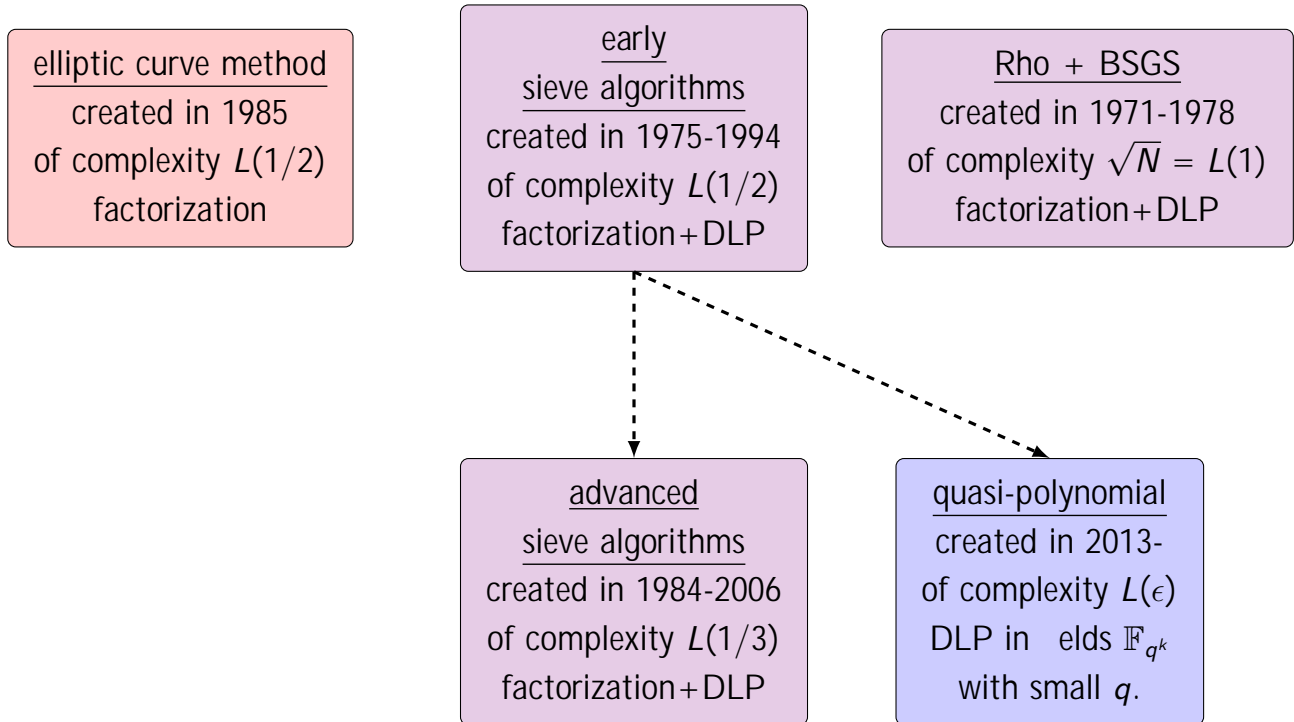 elliptic curve method
created in 1985
of complexity L(1/2)
factorization
early
sieve algorithms
created in 1975-1994
of complexity L(1/2)
factorization+DLP
Rho + BSGS
created in 1971-1978
of complexity √N = L(1)
factorization+DLP
advanced
sieve algorithms
created in 1984-2006
of complexity L(1/3)
factorization+DLP
quasi-polynomial
created in 2013-
of complexity L(ϵ)
DLP in elds 𝔽_{q^k}
with small q.